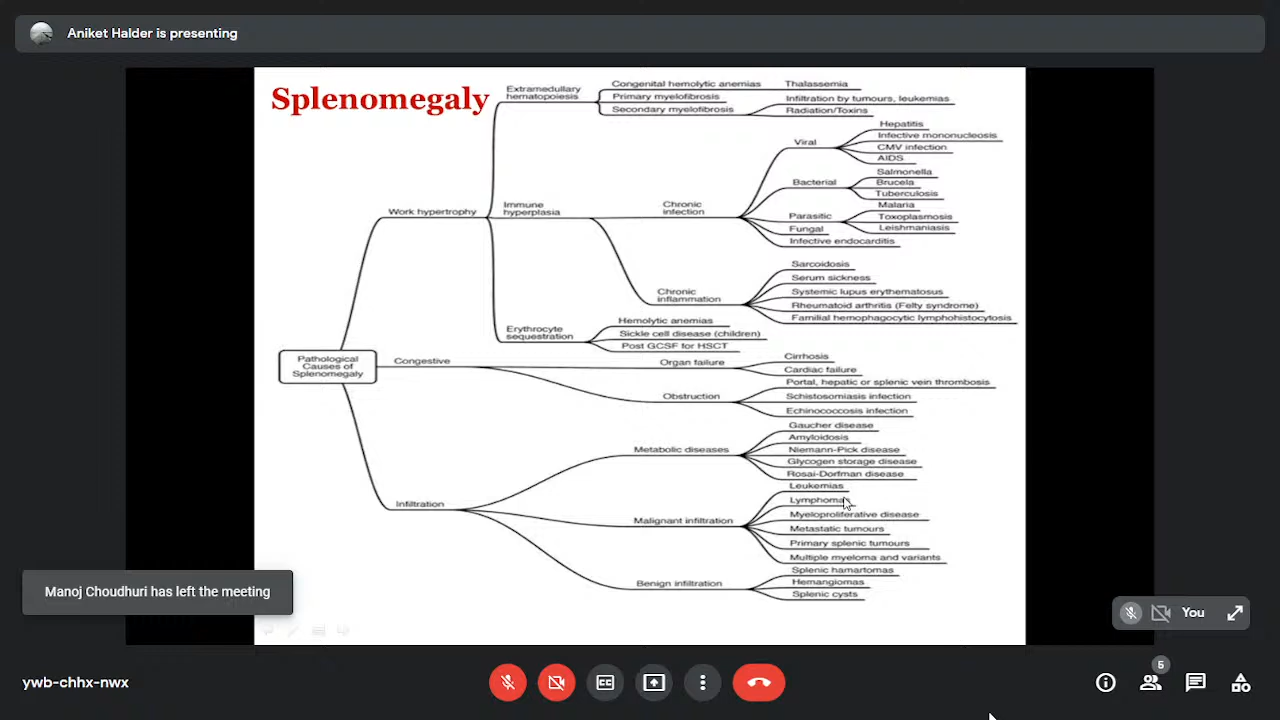 Aniket Halder is presenting
Splenomegaly
Extramedullary
hematopoiesis
Congenital hemolytic anemias
Thalassemia
Primary myelofibrosis
Secondary myelofibrosis
Infiltration by tumours, leukemias
Radiation/Toxins
Work hypertrophy
Immune
hyperplasia
Chronic
infection
Viral
Hepatitis
Infective mononucleosis
CMV infection
AIDS
Bacterial
Salmonella
Brucela
Tuberculosis
Parasitic
Malaria
Toxoplasmosis
Leishmaniasis
Fungal
Infective endocarditis
Chronic
inflammation
Sarcoidosis
Serum sickness
Systemic lupus erythematosus
Rheumatoid arthritis (Felty syndrome)
Familial hemophagocytic lymphohistocytosis
Erythrocyte
sequestration
Hemolytic anemias
Sickle cell disease (children)
Post GCSF for HSCT
Pathological
Causes of
Splenomegaly
Congestive
Organ failure
Cirrhosis
Cardiac failure
Obstruction
Portal, hepatic or splenic vein thrombosis
Schistosomiasis infection
Echinococcosis infection
Infiltration
Metabolic diseases
Gaucher disease
Amyloidosis
Niemann-Pick disease
Glycogen storage disease
Rosai-Dorfman disease
Malignant infiltration
Leukemias
Lymphomas
Myeloproliferative disease
Metastatic tumours
Primary splenic tumours
Multiple myeloma and variants
Benign infiltration
Splenic hamartomas
Hemangiomas
Splenic cysts
Manoj Choudhuri has left the meeting
You
ywb-chhx-nwx
CC
5